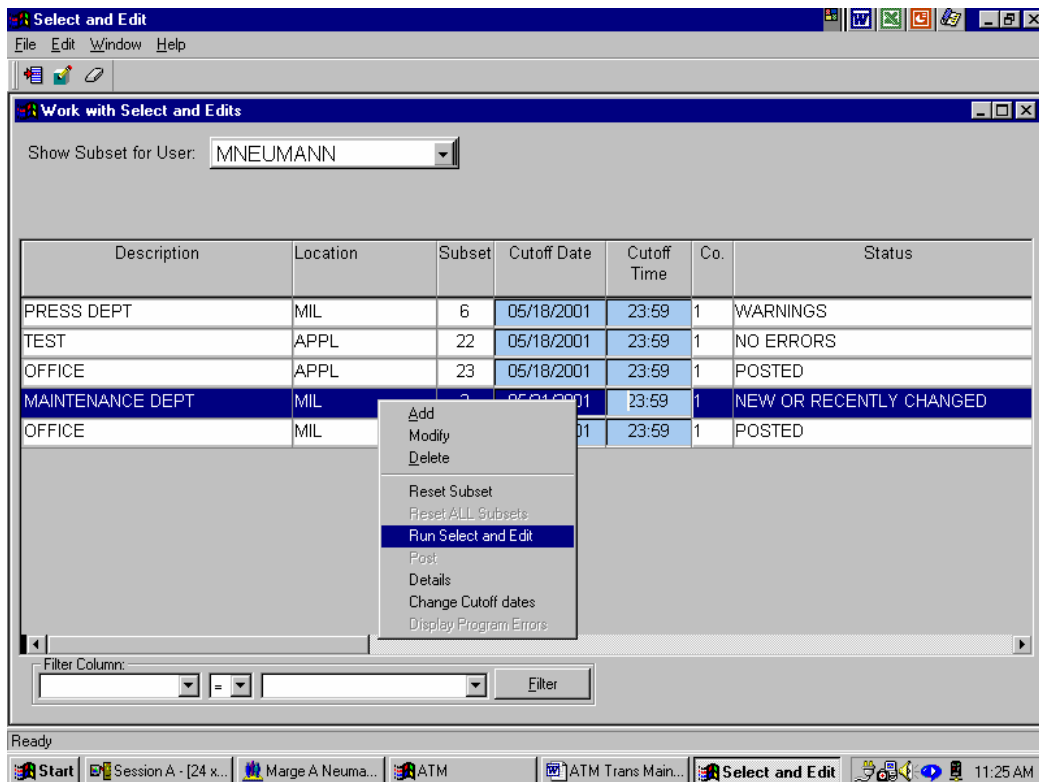 Select and Edit
File Edit Window Help
Work with Select and Edits
Show Subset for User: MNEUMANN
Description Location Subset Cutoff Date Cutoff Time Co. Status
PRESS DEPT MIL 6 05/18/2001 23:59 1 WARNINGS
TEST APPL 22 05/18/2001 23:59 1 NO ERRORS
OFFICE APPL 23 05/18/2001 23:59 1 POSTED
MAINTENANCE DEPT MIL 23:59 1 NEW OR RECENTLY CHANGED
OFFICE MIL 01 23:59 1 POSTED
Add
Modify
Delete
Reset Subset
Reset ALL Subsets
Run Select and Edit
Post
Details
Change Cutoff dates
Display Program Errors
Filter Column:
= Filter
Ready
Start Session A - [24 x... Marge A Neuma... ATM ATM Trans Main... Select and Edit 11:25 AM